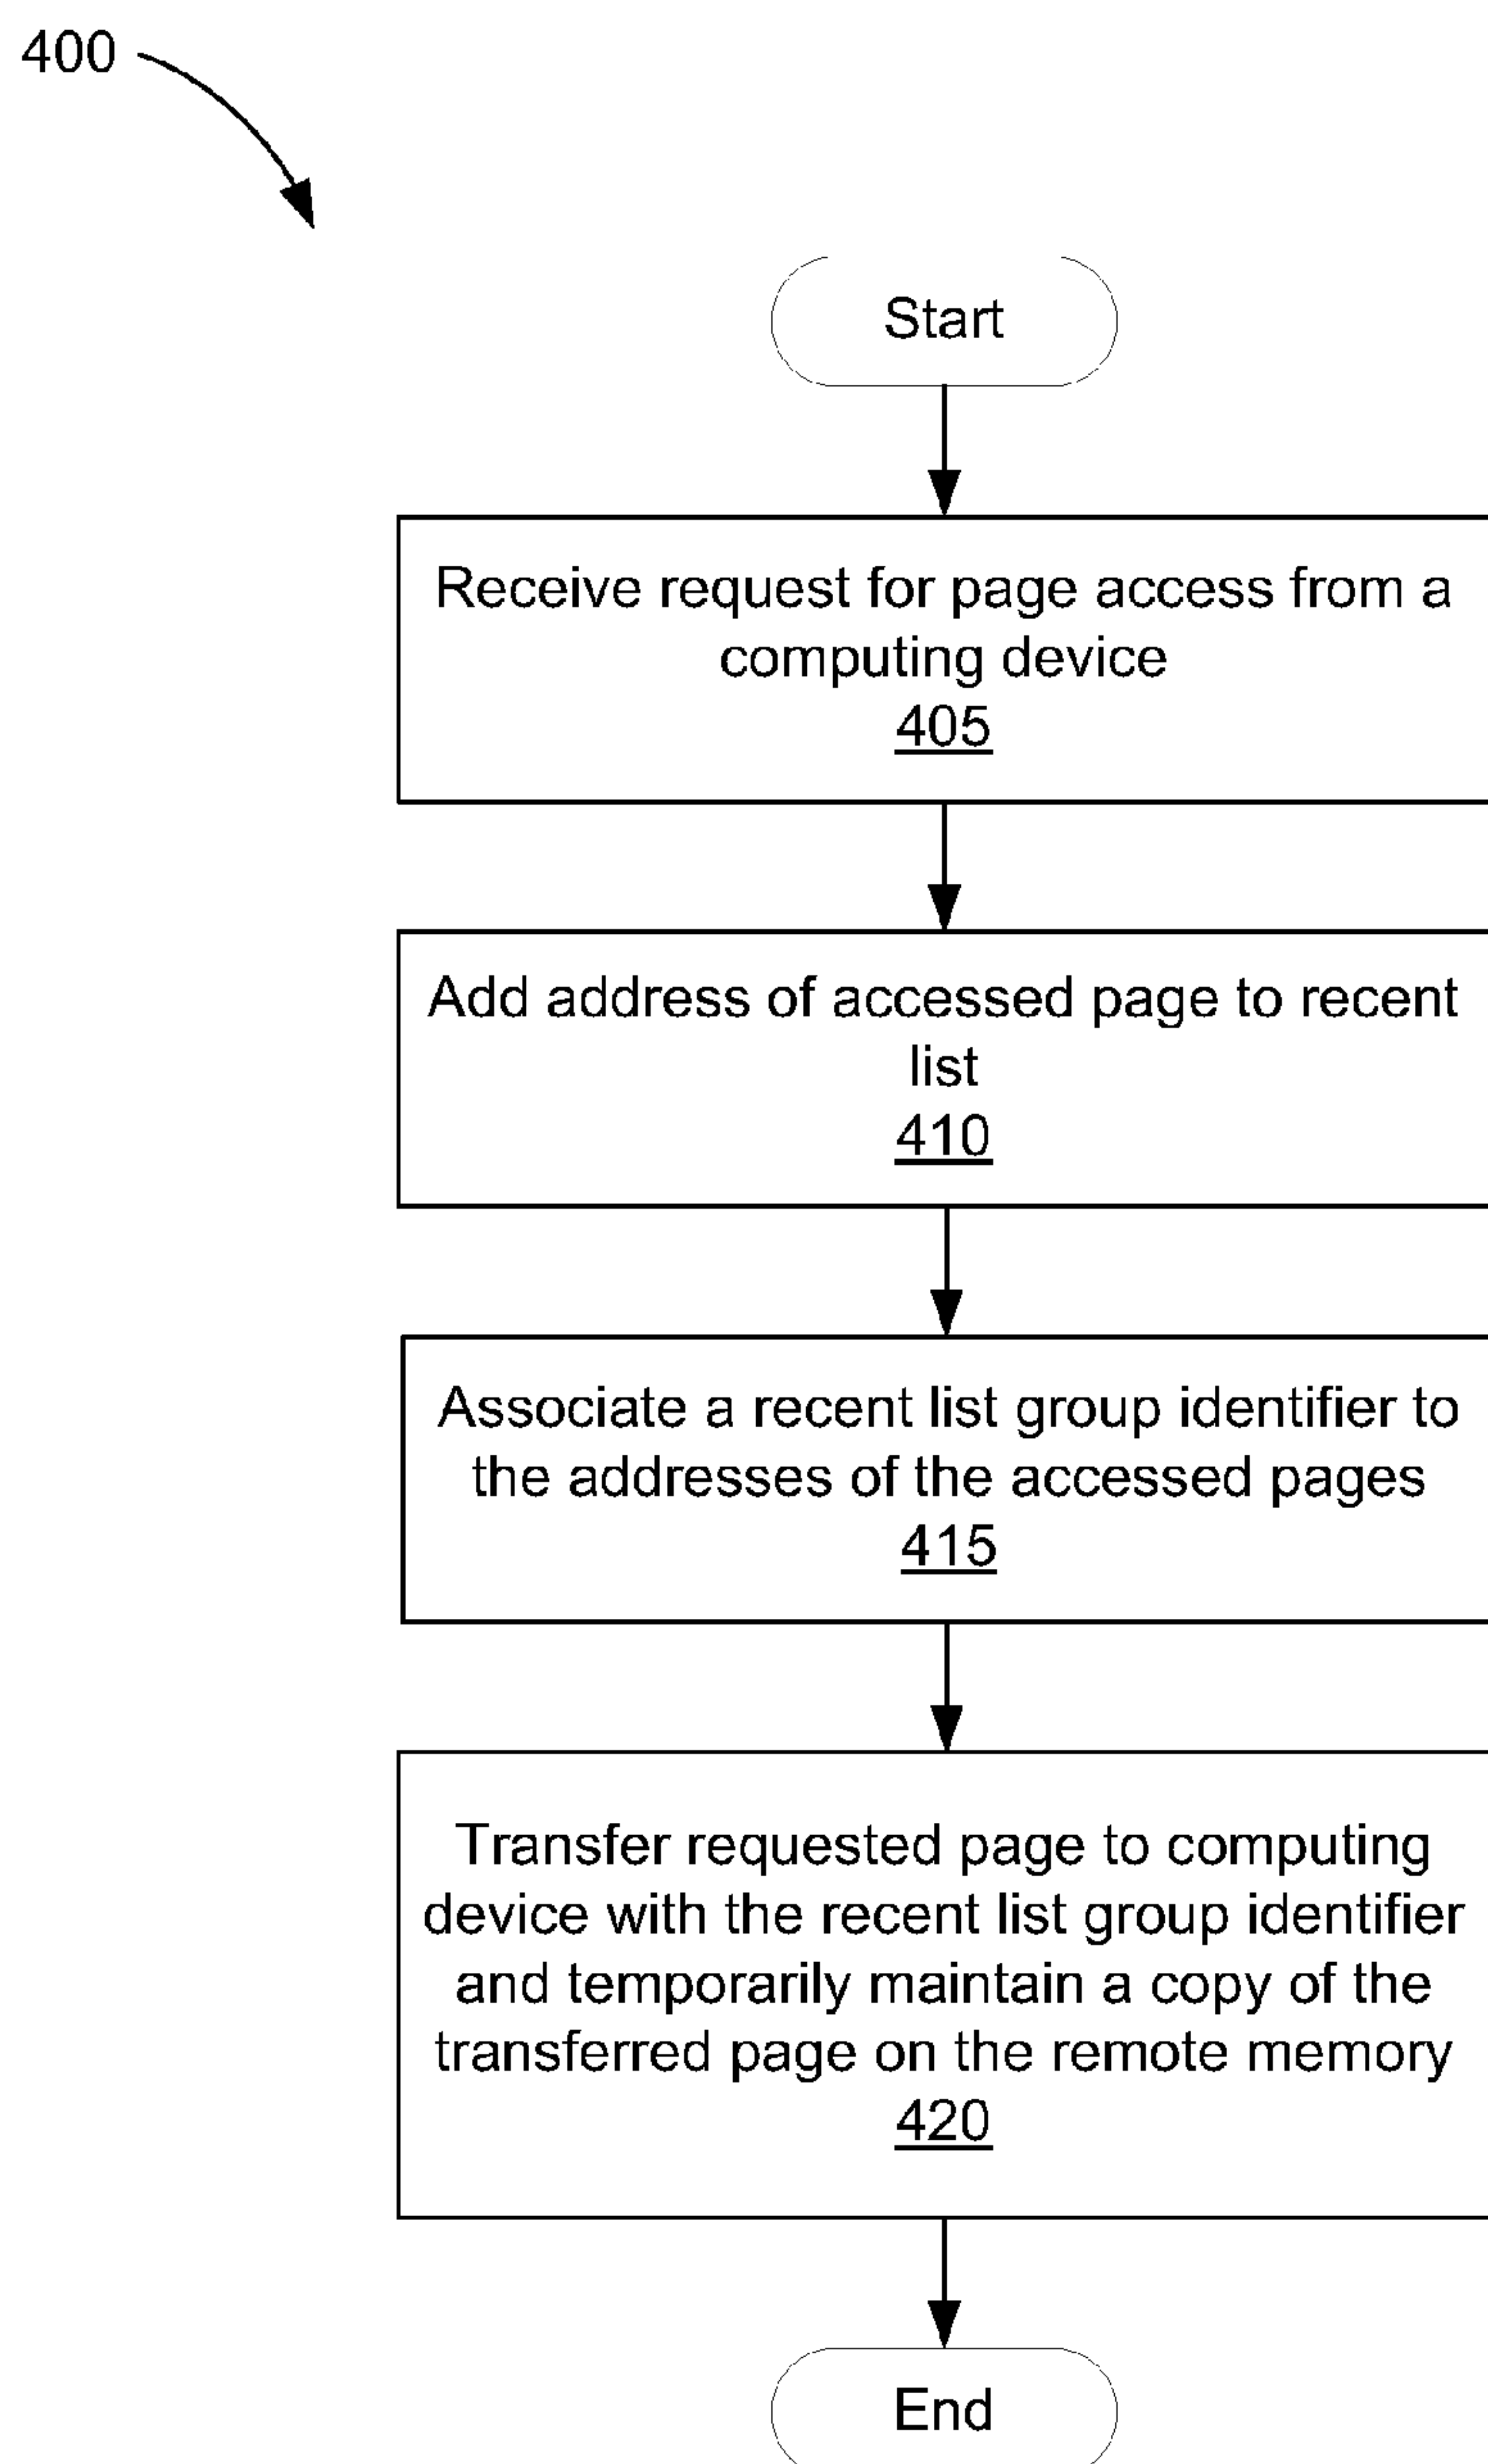 400
Start
Receive request for page access from a
computing device
405
Add address of accessed page to recent
list
410
Associate a recent list group identifier to
the addresses of the accessed pages
415
Transfer requested page to computing
device with the recent list group identifier
and temporarily maintain a copy of the
transferred page on the remote memory
420
End